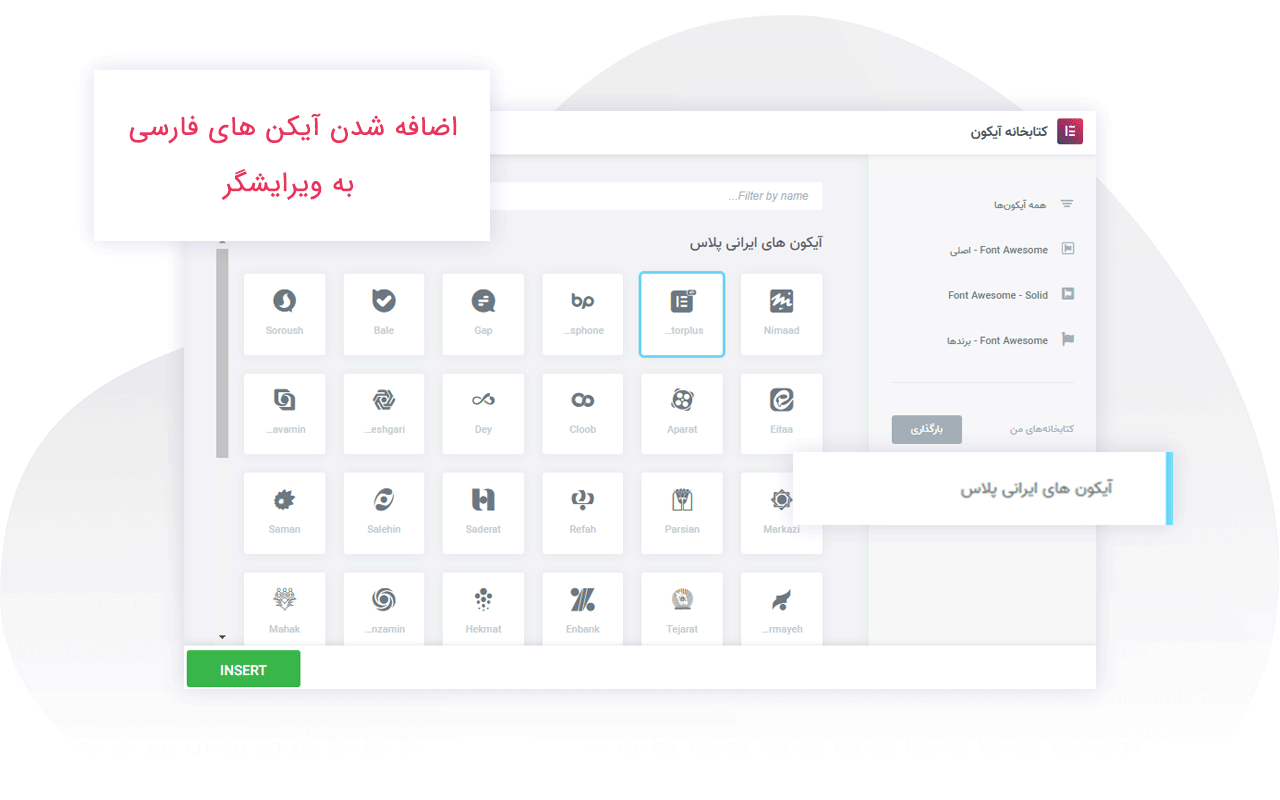 اضافه شدن آیکن های فارسی
به ویرایشگر
کتابخانه آیکون
همه آیکون‌ها
Font Awesome - اصلی
Font Awesome - Solid
Font Awesome - برندها
کتابخانه‌های من
بارگذاری
آیکون های ایرانی پلاس
...Filter by name
آیکون های ایرانی پلاس
Soroush Bale Gap ...sphone ...torplus Nimaad
...avamin ...eshgari Dey Cloob Aparat Eitaa
Saman Salehin Saderat Refah Parsian Markazi
Mahak ...nzamin Hekmat Enbank Tejarat ...rmayeh
INSERT